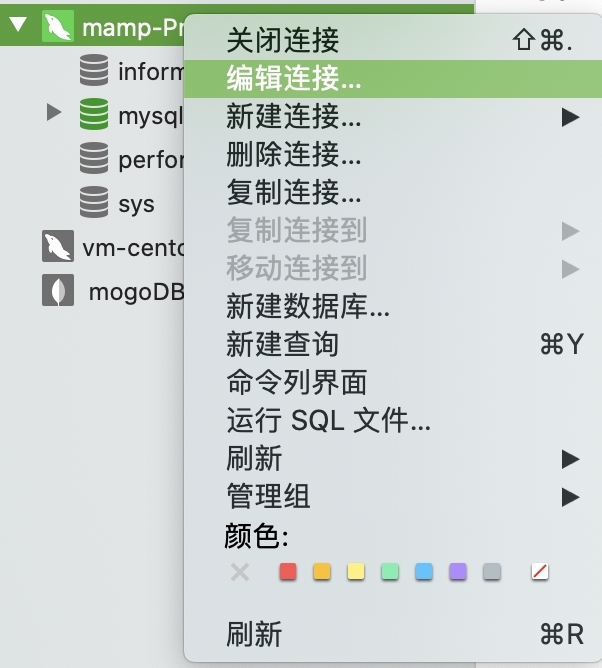 mamp-Pr
关闭连接 ⇧⌘.
inform
编辑连接...
mysql
新建连接...
perfor
删除连接...
sys
复制连接...
vm-cento
复制连接到
mogoDB
移动连接到
新建数据库...
新建查询 ⌘Y
命令列界面
运行 SQL 文件...
刷新
管理组
颜色:
刷新 ⌘R